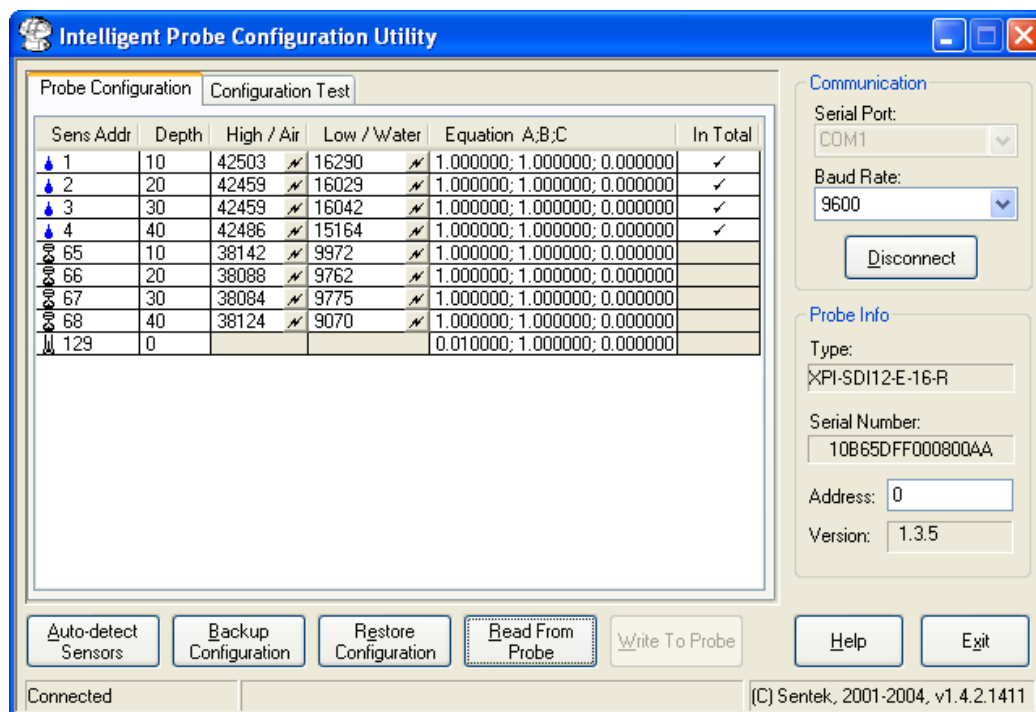 Intelligent Probe Configuration Utility
Probe Configuration Configuration Test
Sens Addr Depth High / Air Low / Water Equation A;B;C In Total
1 10 42503 16290 1.000000; 1.000000; 0.000000 ✓
2 20 42459 16029 1.000000; 1.000000; 0.000000 ✓
3 30 42459 16042 1.000000; 1.000000; 0.000000 ✓
4 40 42486 15164 1.000000; 1.000000; 0.000000 ✓
65 10 38142 9972 1.000000; 1.000000; 0.000000
66 20 38088 9762 1.000000; 1.000000; 0.000000
67 30 38084 9775 1.000000; 1.000000; 0.000000
68 40 38124 9070 1.000000; 1.000000; 0.000000
129 0 0.010000; 1.000000; 0.000000
Communication
Serial Port:
COM1
Baud Rate:
9600
Disconnect
Probe Info
Type:
XPI-SDI12-E-16-R
Serial Number:
10B65DFF000800AA
Address: 0
Version: 1.3.5
Auto-detect
Sensors
Backup
Configuration
Restore
Configuration
Read From
Probe
Write To Probe
Help
Exit
Connected
(C) Sentek, 2001-2004, v1.4.2.1411